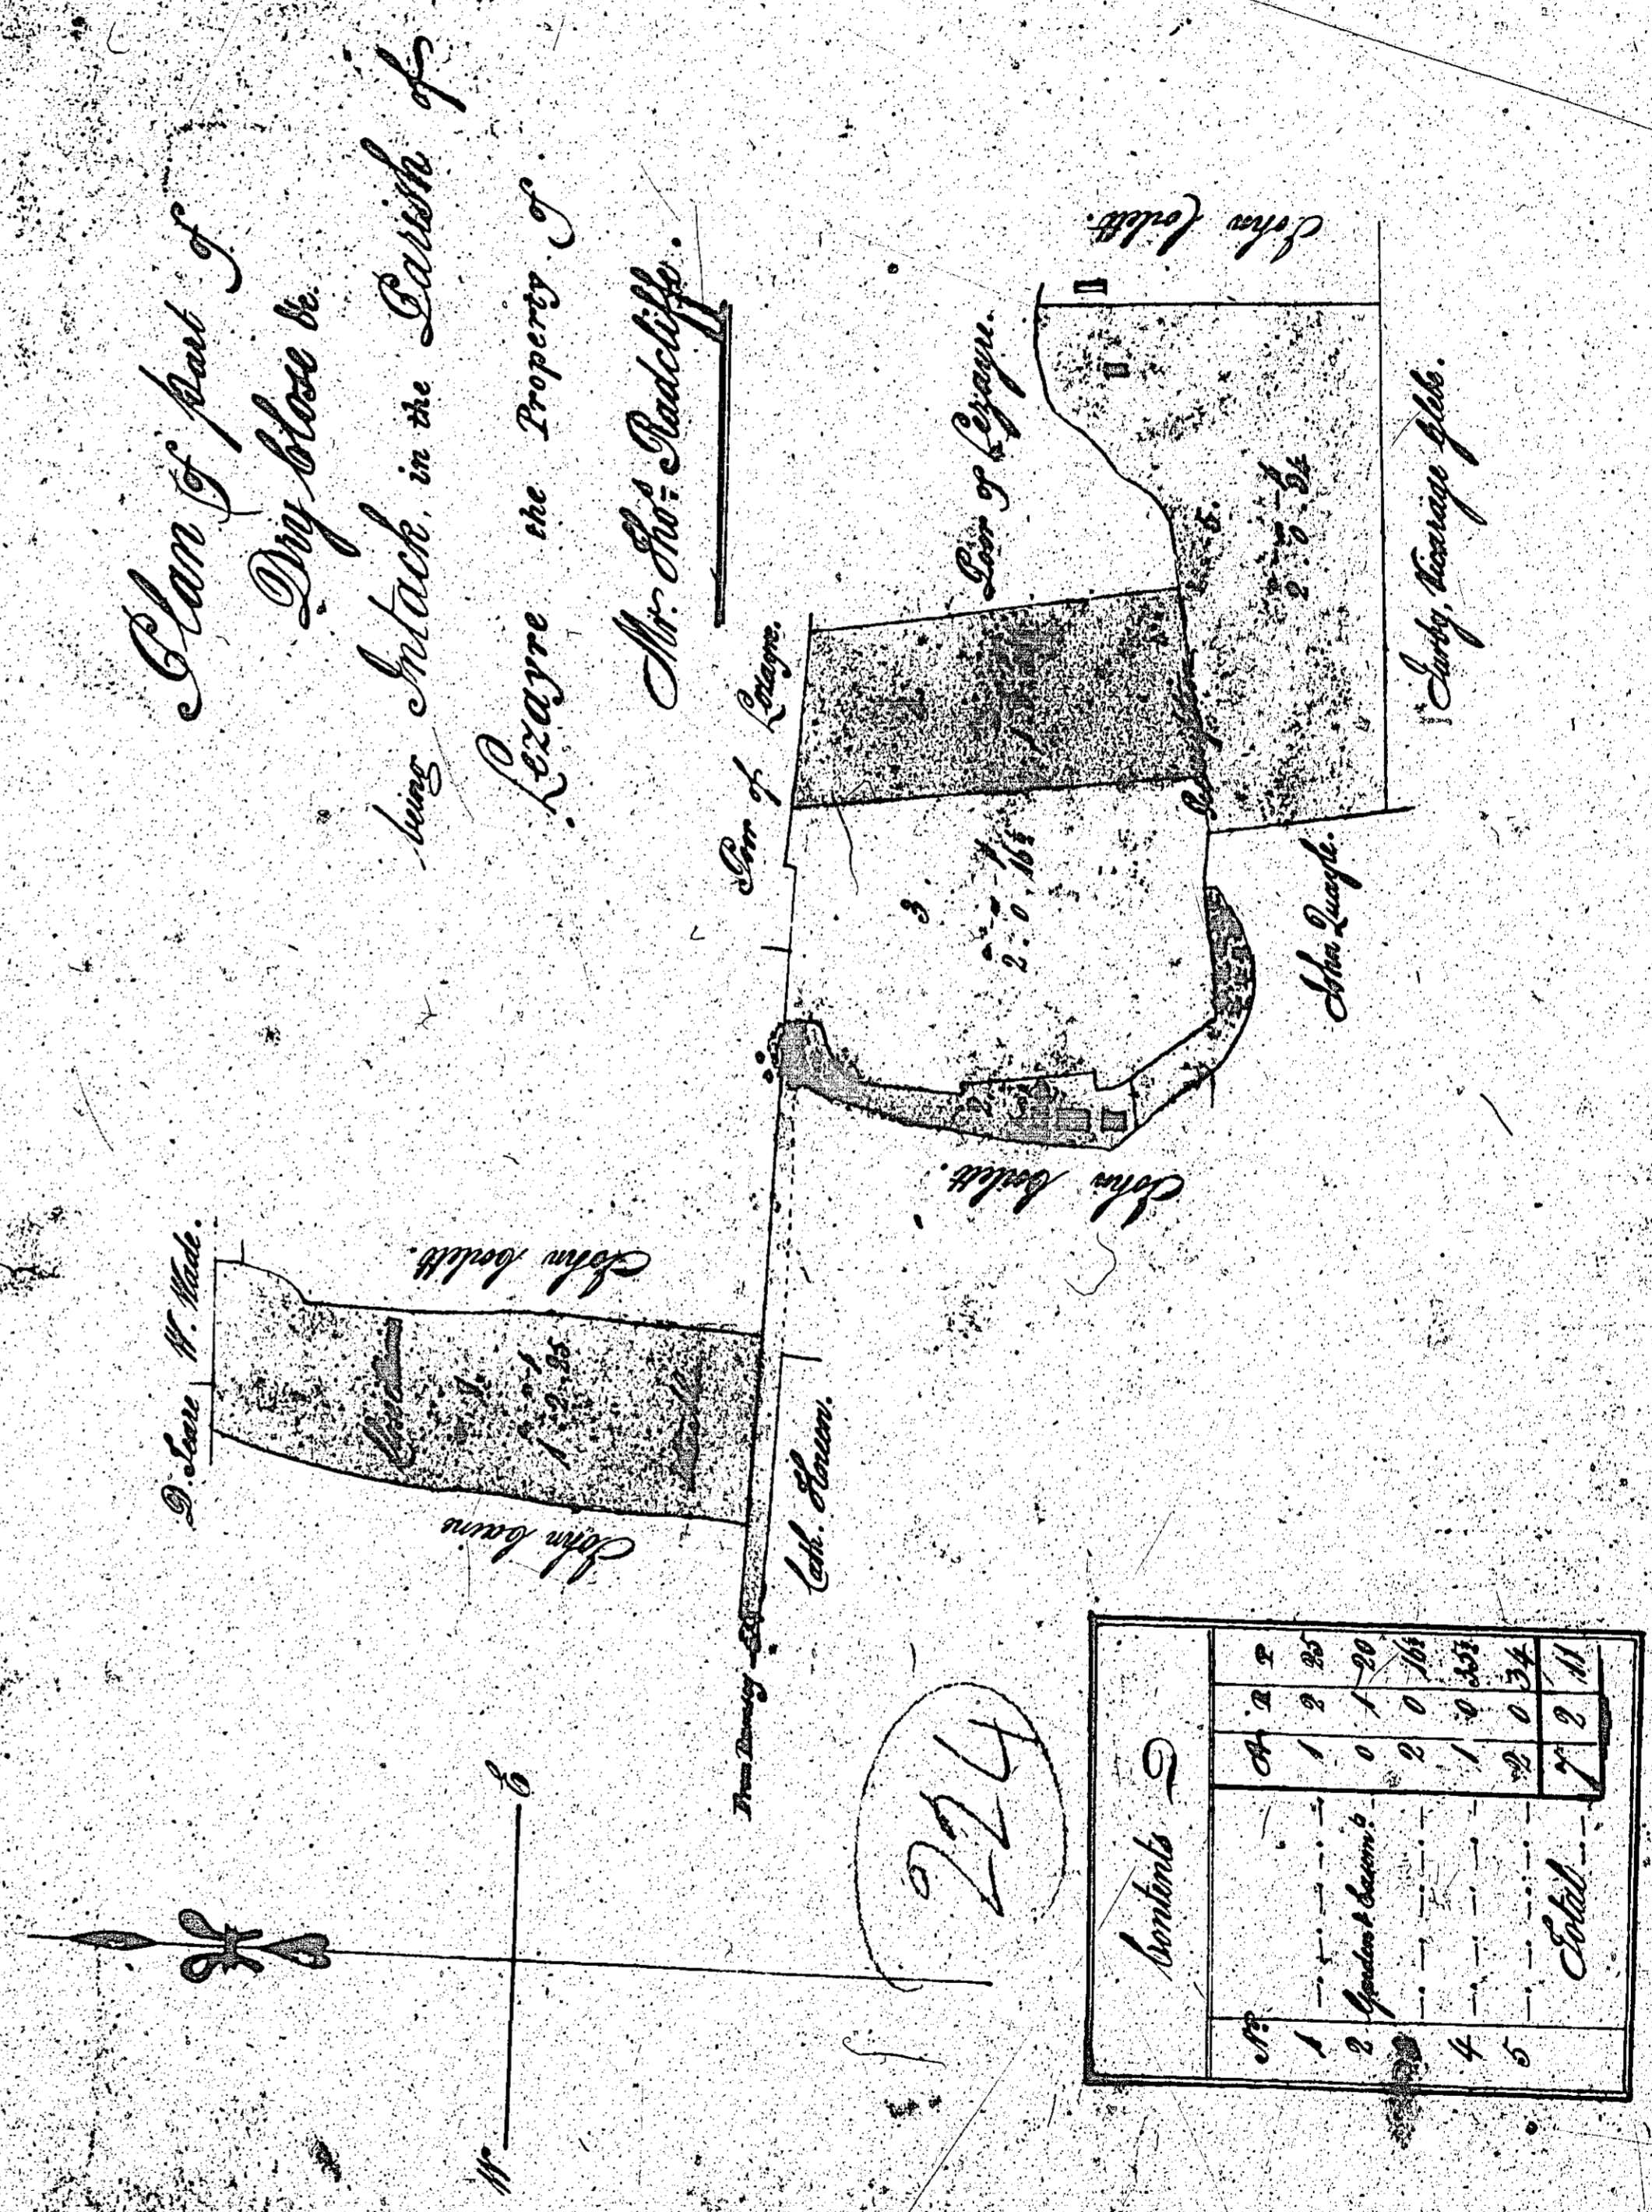 Plan of part of
Dry Close &c.
being Intack, in the Parish of
Lezayre the Property of
Mr. Thos. Radcliffe.
D. Teare W. Wade.
John Caine
John Corlett.
1.
a - r - p
1 - 2 - 25
From Ramsey
Cath. Howen.
Poor of Lezayre.
Poor of Lezayre.
John Corlett.
2.
3.
a - r - p
2 - 0 - 16½
5.
a - r - p
2 - 0 - 34
John Corlett.
John Quayle.
Jurby, Vicarage Glebe.
W E
224
Contents
No. A R P
1 1 2 25
2 Garden & Easemts 0 1 20
2 0 16½
4 1 0 35½
5 2 0 34
Total 7 2 11